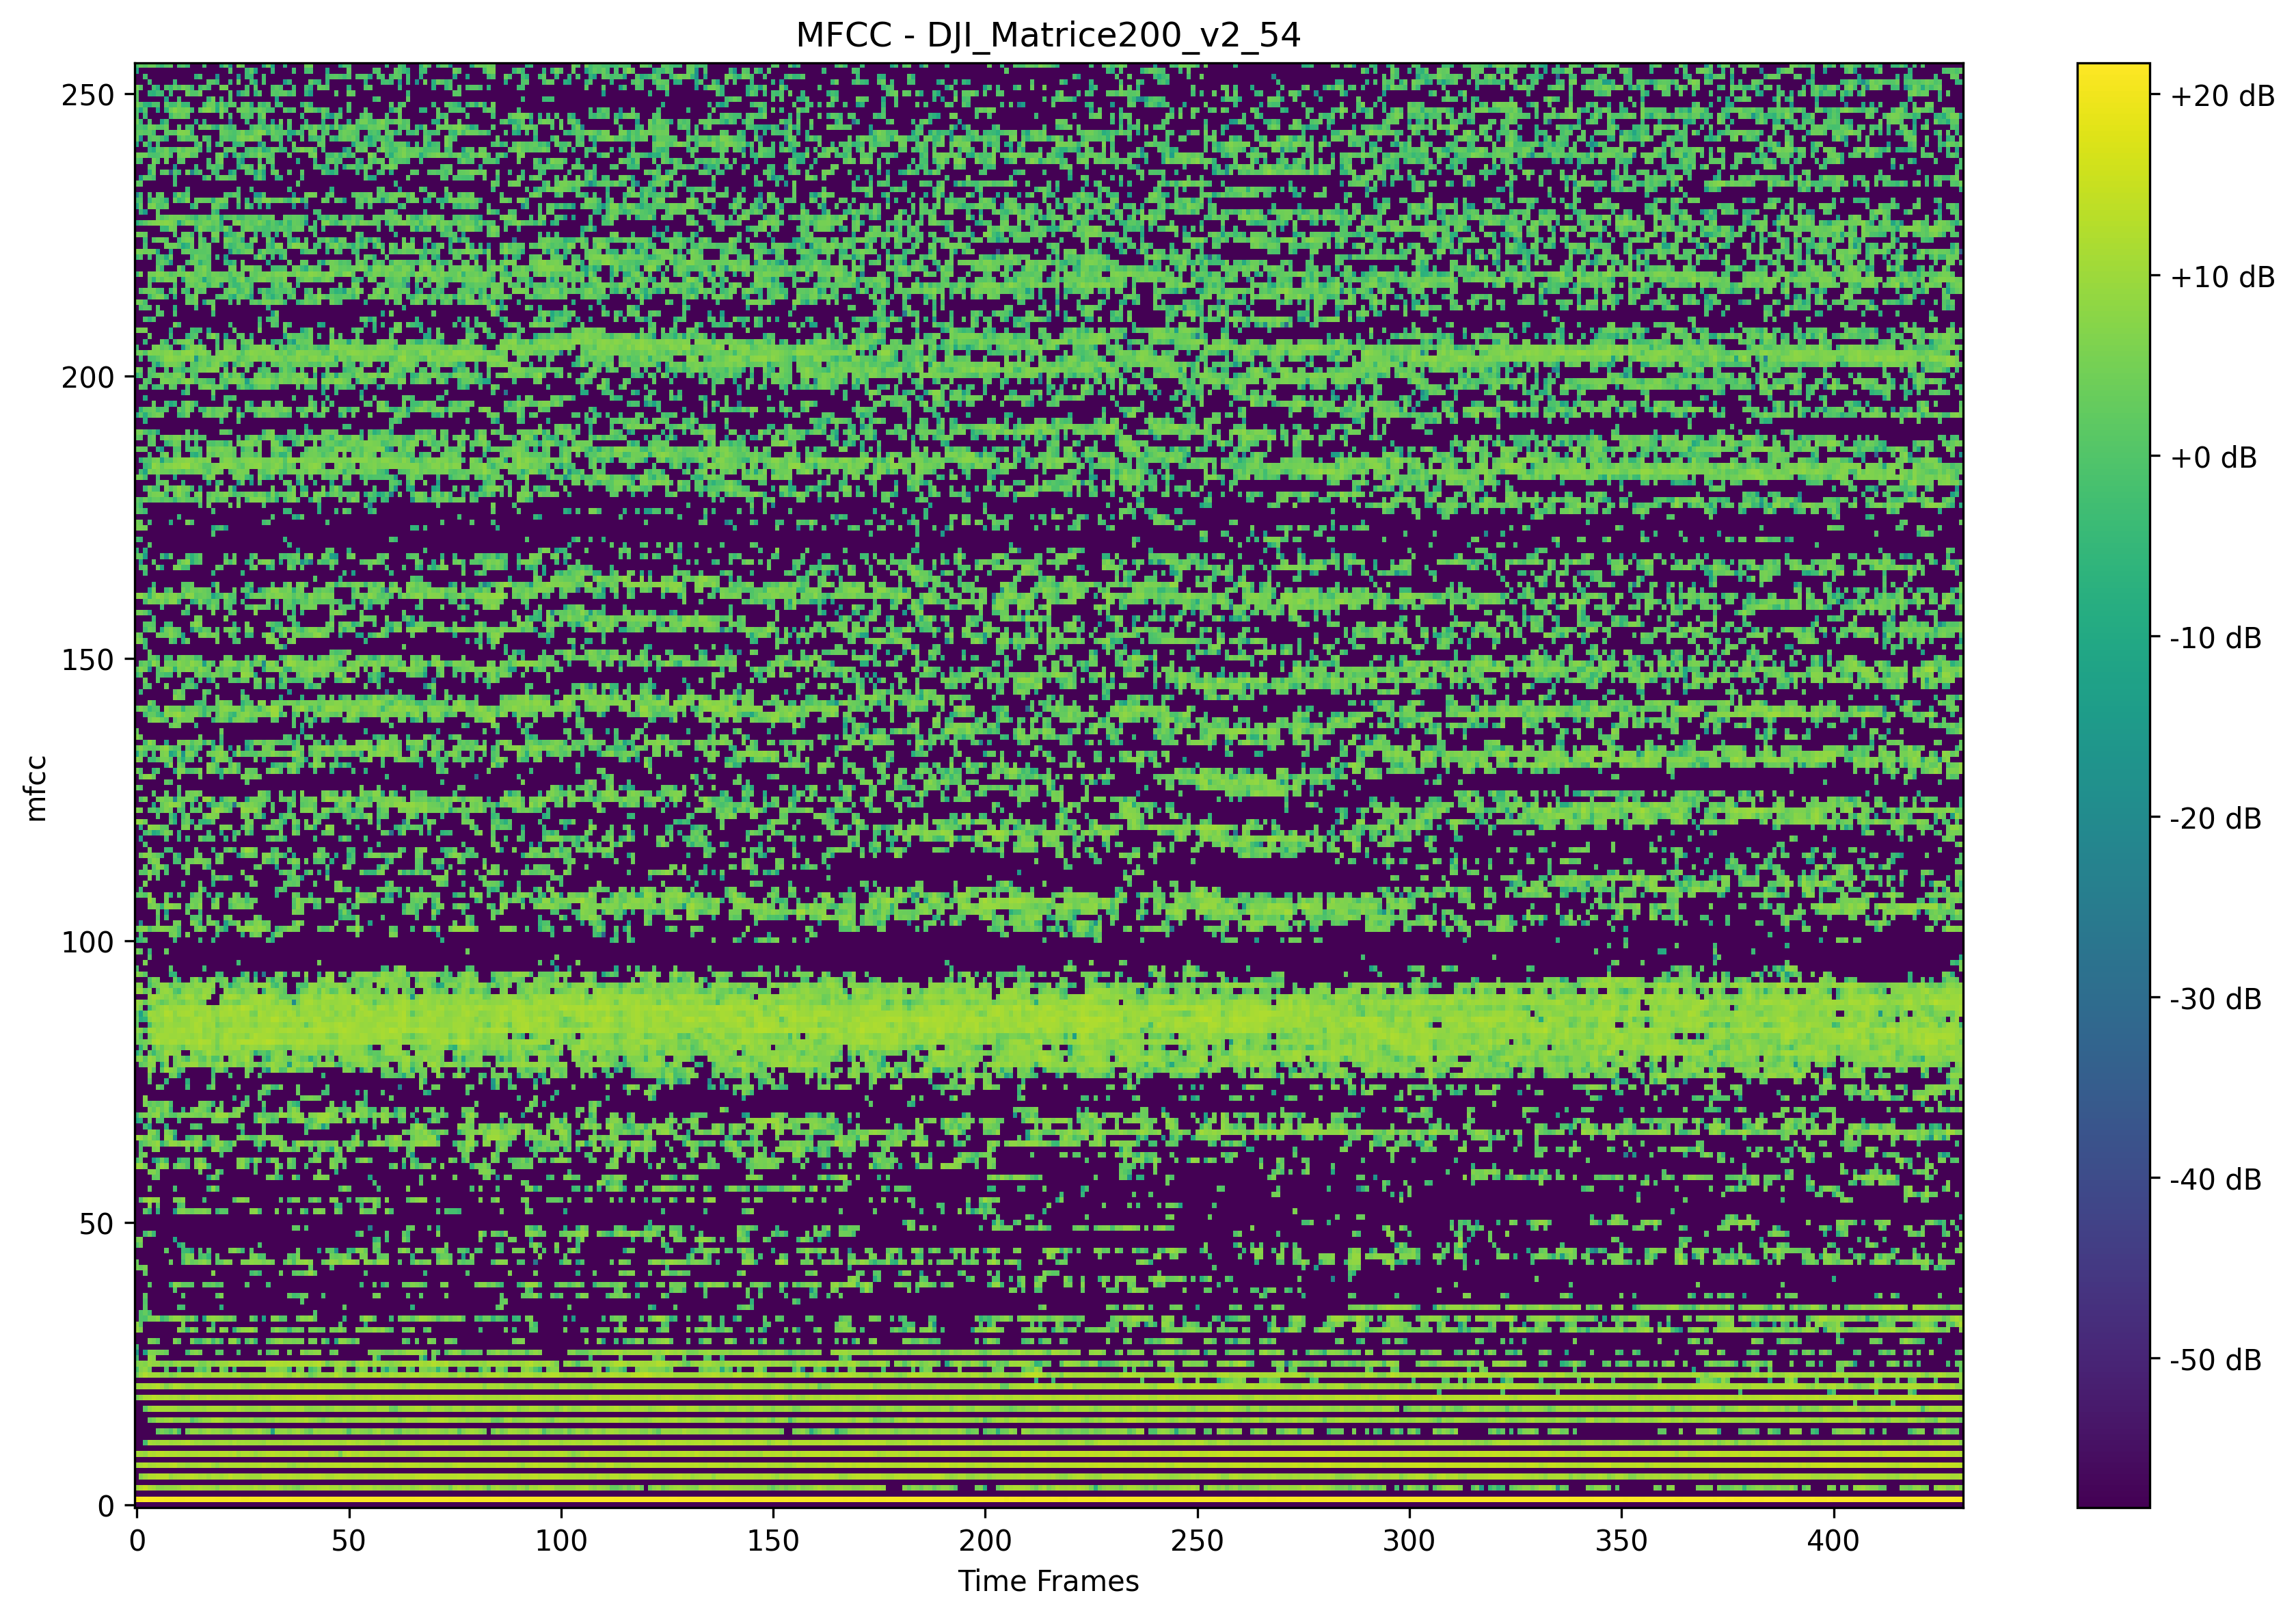 MFCC - DJI_Matrice200_v2_54
250
200
150
100
50
0
mfcc
0 50 100 150 200 250 300 350 400
Time Frames
+20 dB
+10 dB
+0 dB
-10 dB
-20 dB
-30 dB
-40 dB
-50 dB